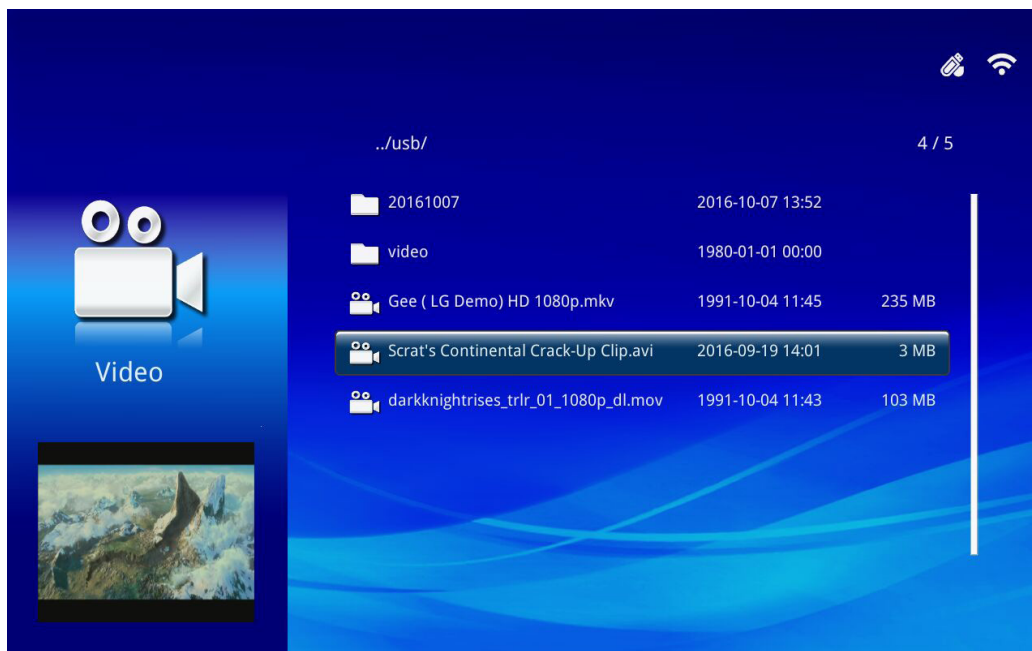 ../usb/ 4 / 5
20161007 2016-10-07 13:52
video 1980-01-01 00:00
Gee ( LG Demo) HD 1080p.mkv 1991-10-04 11:45 235 MB
Scrat's Continental Crack-Up Clip.avi 2016-09-19 14:01 3 MB
Video
darkknightrises_trlr_01_1080p_dl.mov 1991-10-04 11:43 103 MB